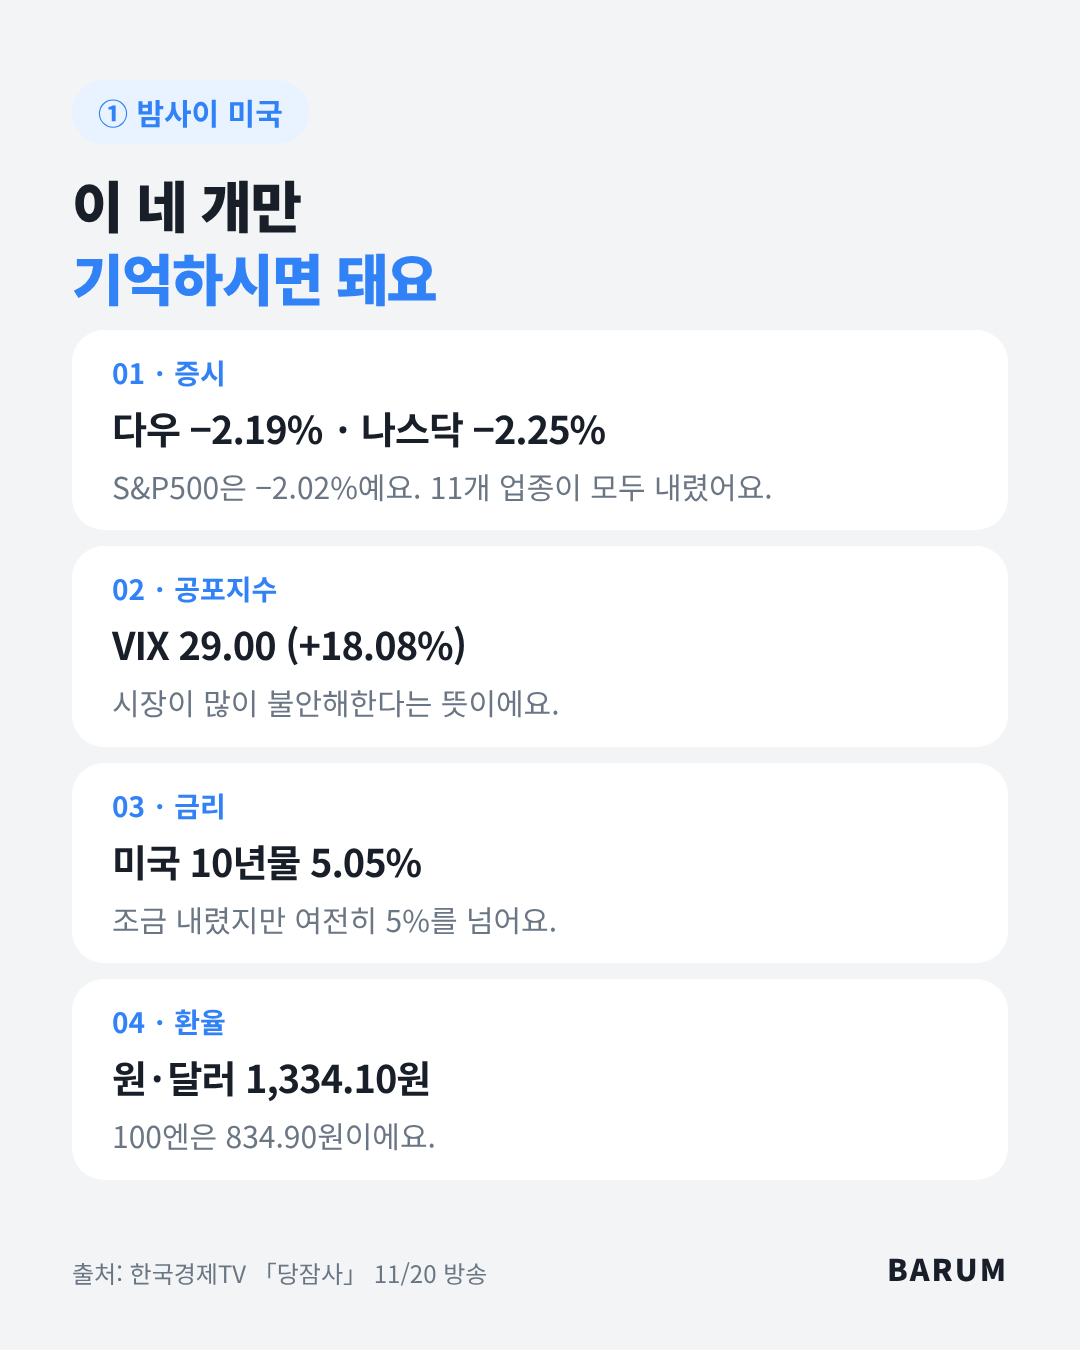 ① 밤사이 미국
이 네 개만
기억하시면 돼요
01 · 증시
다우 −2.19% · 나스닥 −2.25%
S&P500은 −2.02%예요. 11개 업종이 모두 내렸어요.
02 · 공포지수
VIX 29.00 (+18.08%)
시장이 많이 불안해한다는 뜻이에요.
03 · 금리
미국 10년물 5.05%
조금 내렸지만 여전히 5%를 넘어요.
04 · 환율
원·달러 1,334.10원
100엔은 834.90원이에요.
출처: 한국경제TV 「당잠사」 11/20 방송
BARUM